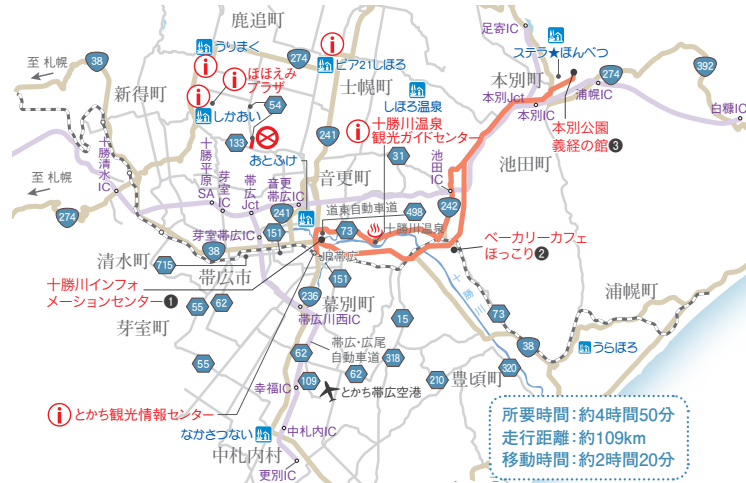 鹿追町
足寄IC
うりまく
ステラ★ほんべつ
至 札幌
38
274
ピア21しほろ
本別町
274
392
ほほえみ
プラザ
新得町
54
士幌町
本別Jct
浦幌IC
しほろ温泉
本別IC
白糠IC
しかおい
十勝川温泉
観光ガイドセンター
本別公園
義経の館❸
133
241
31
おとふけ
池田IC
池田町
十勝清水IC
至 札幌
十勝平原SA
芽室IC
帯広Jct
音更帯広IC
音更町
道東自動車道
498
242
274
241
73
十勝川温泉
ベーカリーカフェ
ほっこり❷
芽室帯広IC
151
38
清水町
715
JR帯広
帯広市
151
十勝川
浦幌町
十勝川インフォ
メーションセンター❶
236
幕別町
55
62
帯広川西IC
73
芽室町
15
帯広・広尾
自動車道
38
うらほろ
55
62
318
62
320
幸福IC
109
210
豊頃町
とかち帯広空港
とかち観光情報センター
所要時間：約4時間50分
走行距離：約109km
移動時間：約2時間20分
なかさつない
中札内IC
中札内村
更別IC